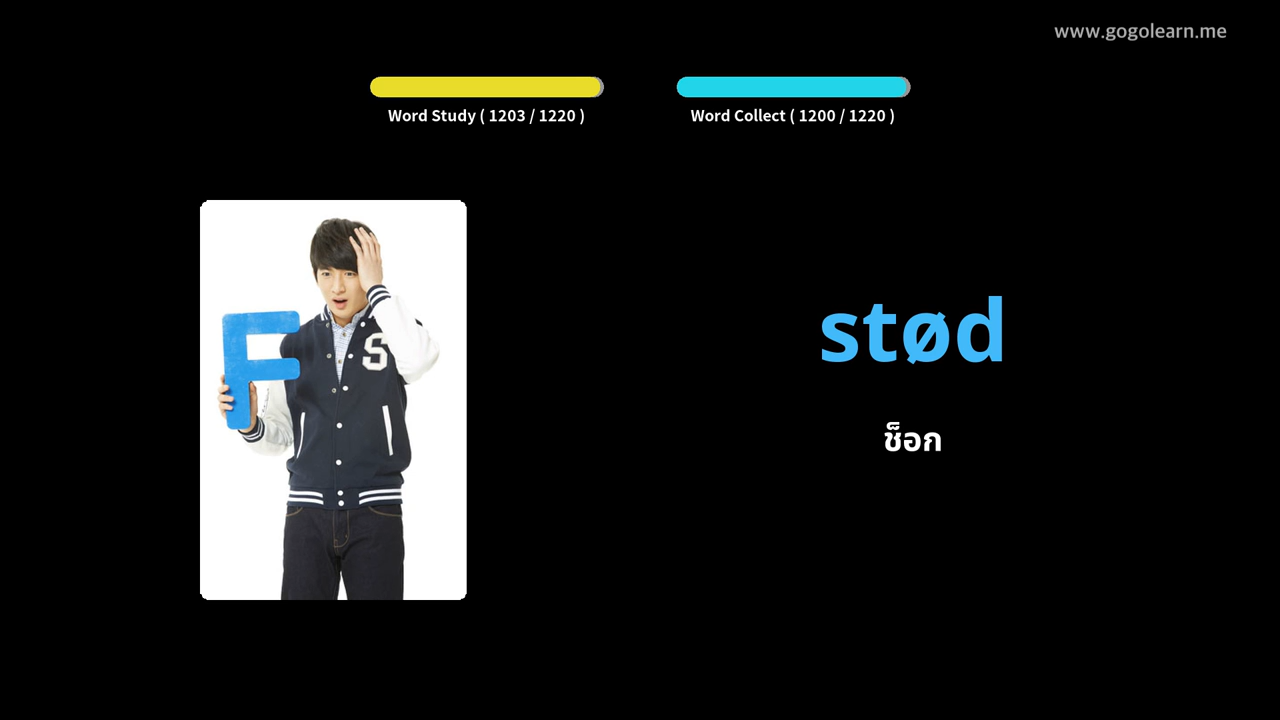 www.gogolearn.me
Word Study ( 1203 / 1220 )
Word Collect ( 1200 / 1220 )
F
S
stød
ช็อก